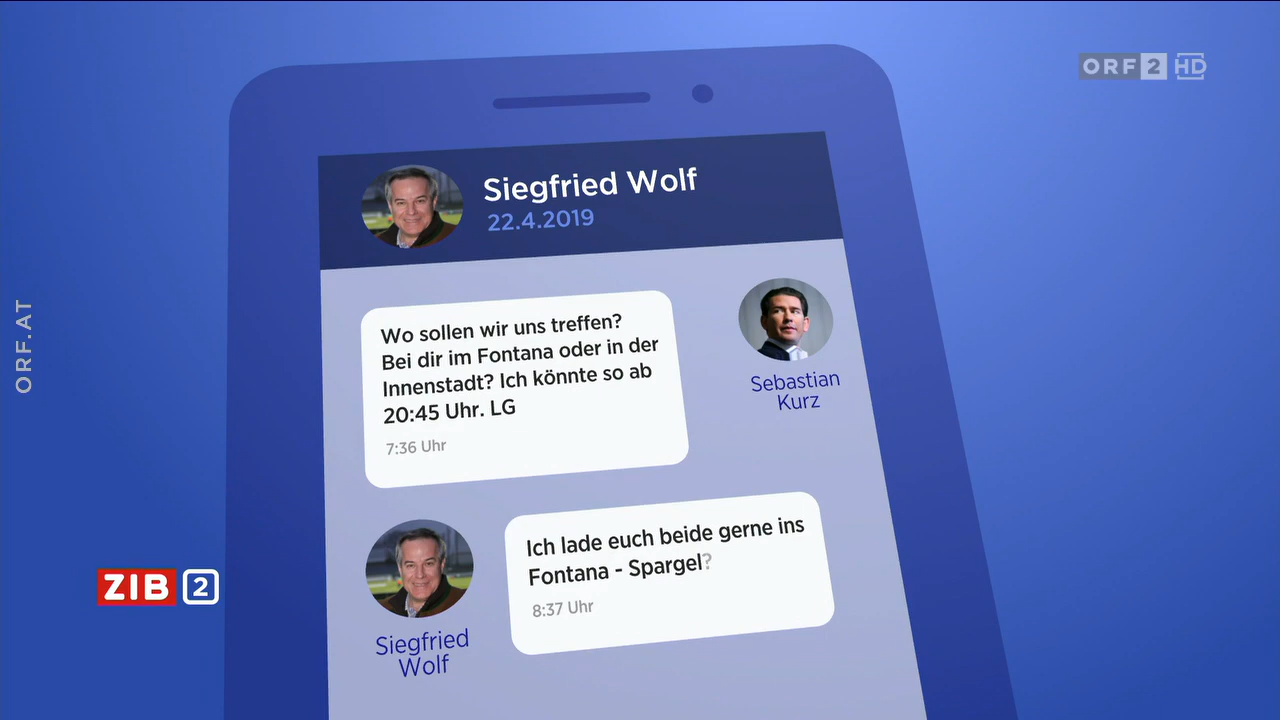 ORF 2 HD
Siegfried Wolf
22.4.2019
Wo sollen wir uns treffen?
Bei dir im Fontana oder in der
Innenstadt? Ich könnte so ab
20:45 Uhr. LG
7:36 Uhr
Sebastian
Kurz
ORF.AT
Ich lade euch beide gerne ins
Fontana - Spargel?
8:37 Uhr
Siegfried
Wolf
ZIB 2